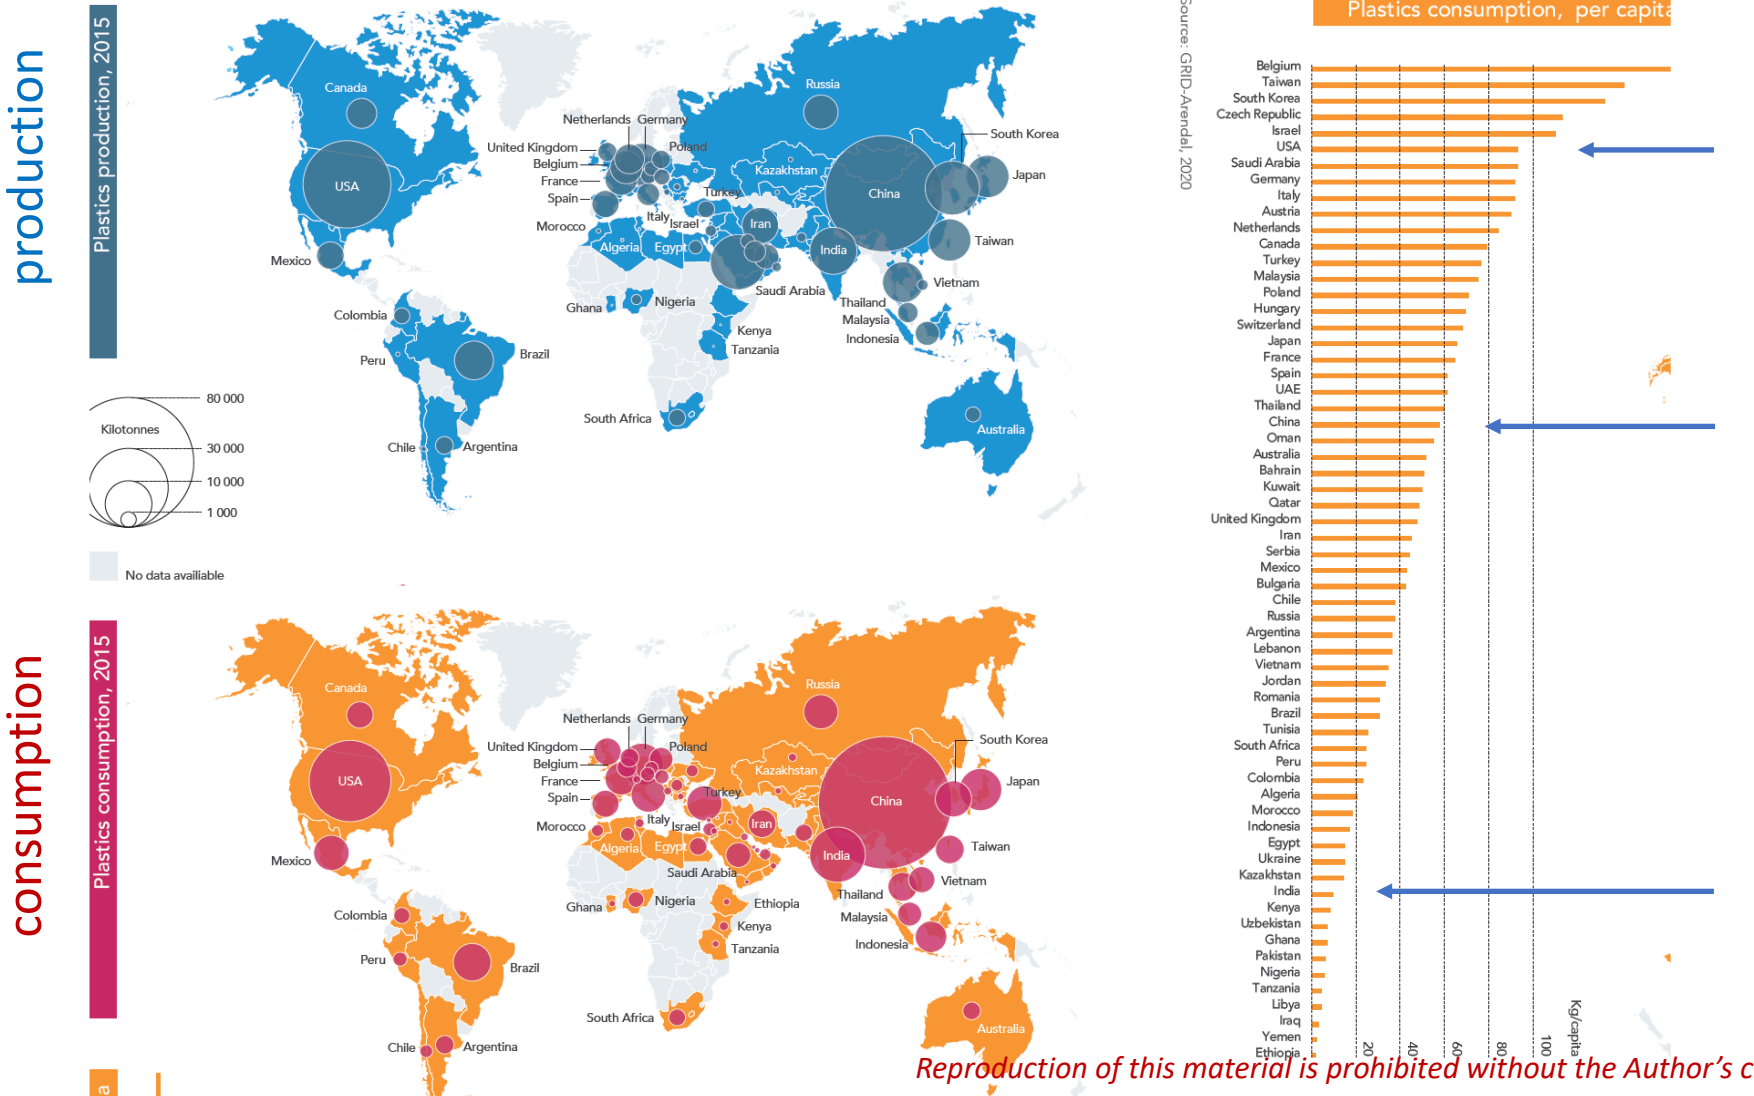 production
Plastics production, 2015
Canada
USA
Mexico
Colombia
Peru
Brazil
Chile
Argentina
Netherlands
Germany
United Kingdom
Poland
Belgium
France
Spain
Turkey
Italy
Israel
Morocco
Algeria
Egypt
Iran
Saudi Arabia
Ghana
Nigeria
Kenya
Tanzania
South Africa
Russia
Kazakhstan
China
India
South Korea
Japan
Taiwan
Vietnam
Thailand
Malaysia
Indonesia
Australia
80 000
Kilotonnes
30 000
10 000
1 000
No data availiable
consumption
Plastics consumption, 2015
Canada
USA
Mexico
Colombia
Peru
Brazil
Chile
Argentina
Netherlands
Germany
United Kingdom
Poland
Belgium
France
Spain
Turkey
Italy
Israel
Morocco
Algeria
Egypt
Iran
Saudi Arabia
Ghana
Nigeria
Ethiopia
Kenya
Tanzania
South Africa
Russia
Kazakhstan
China
India
South Korea
Japan
Taiwan
Vietnam
Thailand
Malaysia
Indonesia
Australia
a
Source: GRID-Arendal, 2020
Plastics consumption, per capita
Belgium
Taiwan
South Korea
Czech Republic
Israel
USA
Saudi Arabia
Germany
Italy
Austria
Netherlands
Canada
Turkey
Malaysia
Poland
Hungary
Switzerland
Japan
France
Spain
UAE
Thailand
China
Oman
Australia
Bahrain
Kuwait
Qatar
United Kingdom
Iran
Serbia
Mexico
Bulgaria
Chile
Russia
Argentina
Lebanon
Vietnam
Jordan
Romania
Brazil
Tunisia
South Africa
Peru
Colombia
Algeria
Morocco
Indonesia
Egypt
Ukraine
Kazakhstan
India
Kenya
Uzbekistan
Ghana
Pakistan
Nigeria
Tanzania
Libya
Iraq
Yemen
Ethiopia
20
40
60
80
100
Kg/capita
Reproduction of this material is prohibited without the Author's c